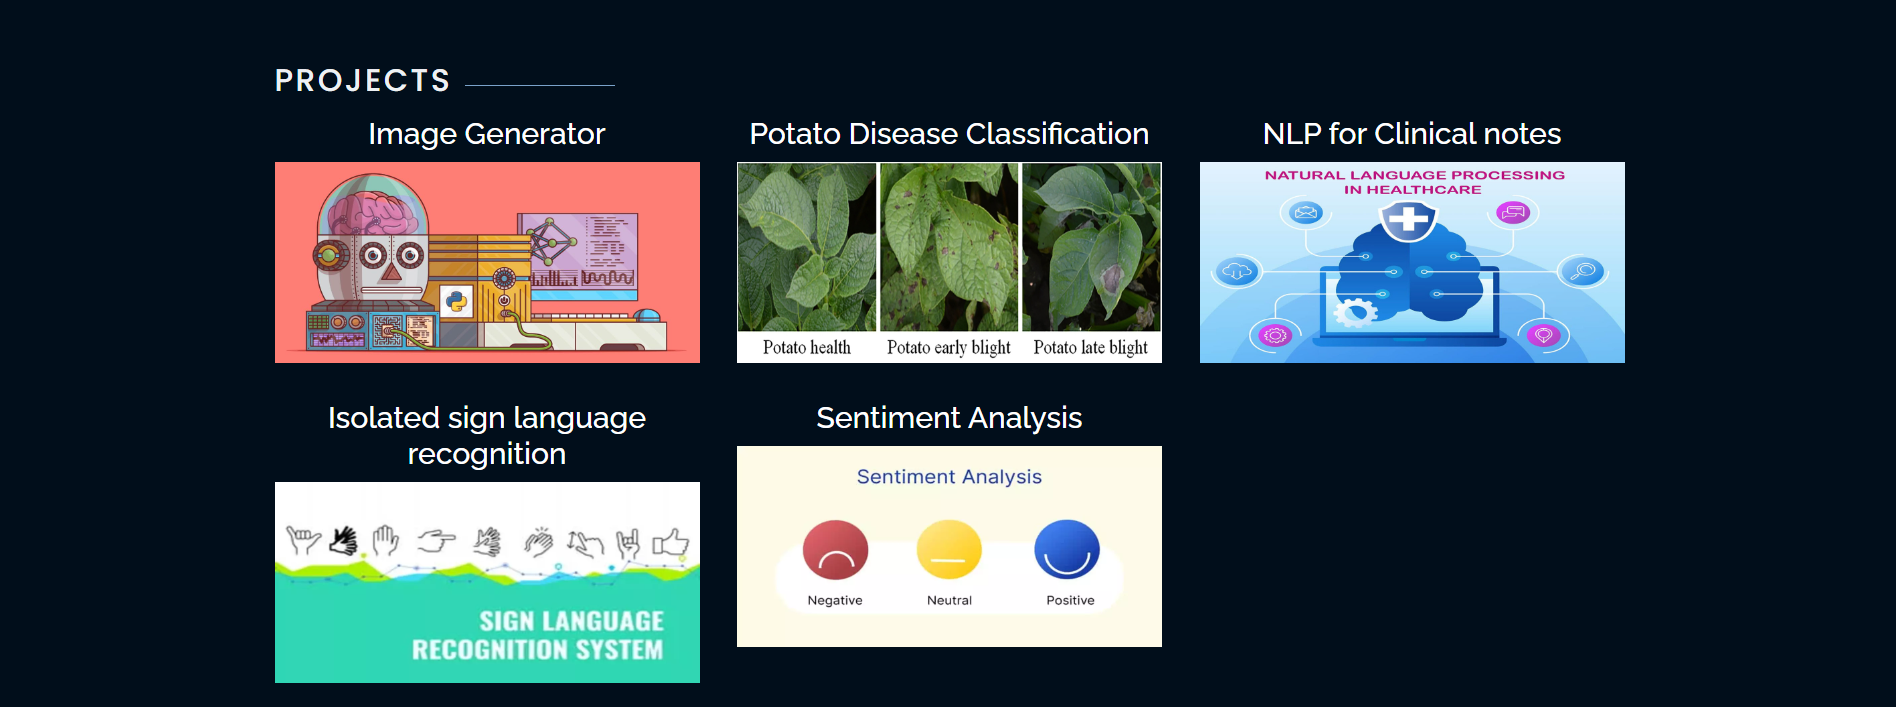 PROJECTS
Image Generator
Potato Disease Classification
NLP for Clinical notes
Potato health
Potato early blight
Potato late blight
NATURAL LANGUAGE PROCESSING
IN HEALTHCARE
Isolated sign language
recognition
Sentiment Analysis
SIGN LANGUAGE
RECOGNITION SYSTEM
Sentiment Analysis
Negative
Neutral
Positive